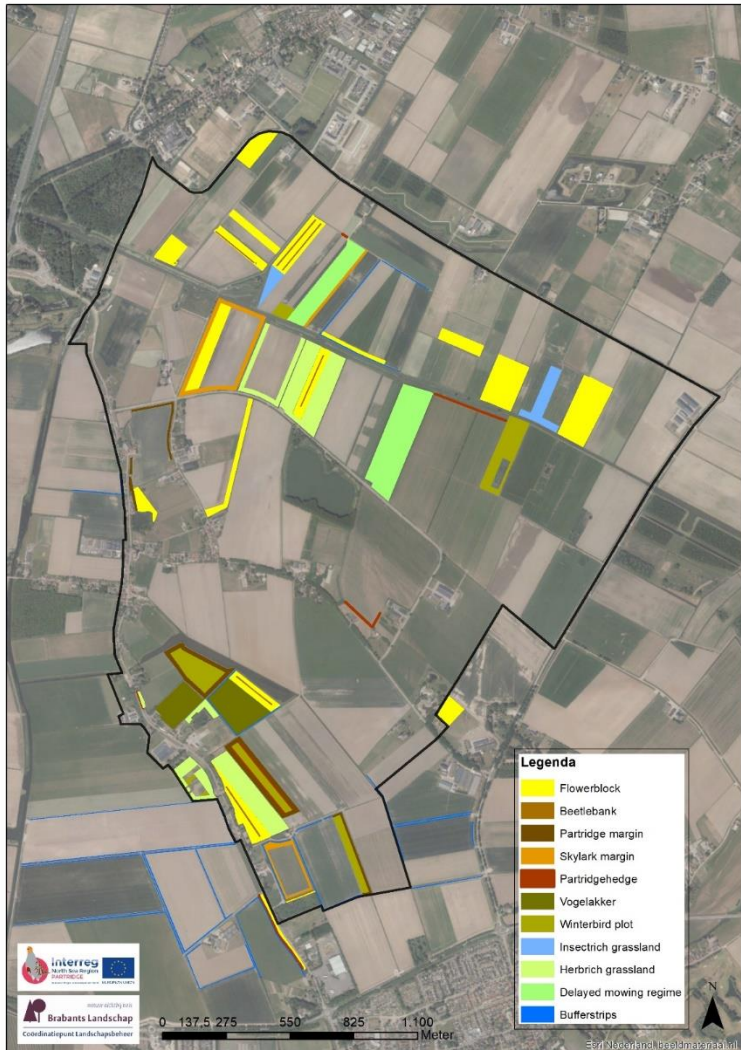 Legenda
Flowerblock
Beetlebank
Partridge margin
Skylark margin
Partridgehedge
Vogelakker
Winterbird plot
Insectrich grassland
Herbrich grassland
Delayed mowing regime
Bufferstrips
Interreg
North Sea Region
PARTRIDGE
EUROPEAN UNION
Brabants Landschap
Coördinatiepunt Landschapsbeheer
0 137,5 275 550 825 1.100
Meter
N
Esri Nederland, beeldmateriaal.nl